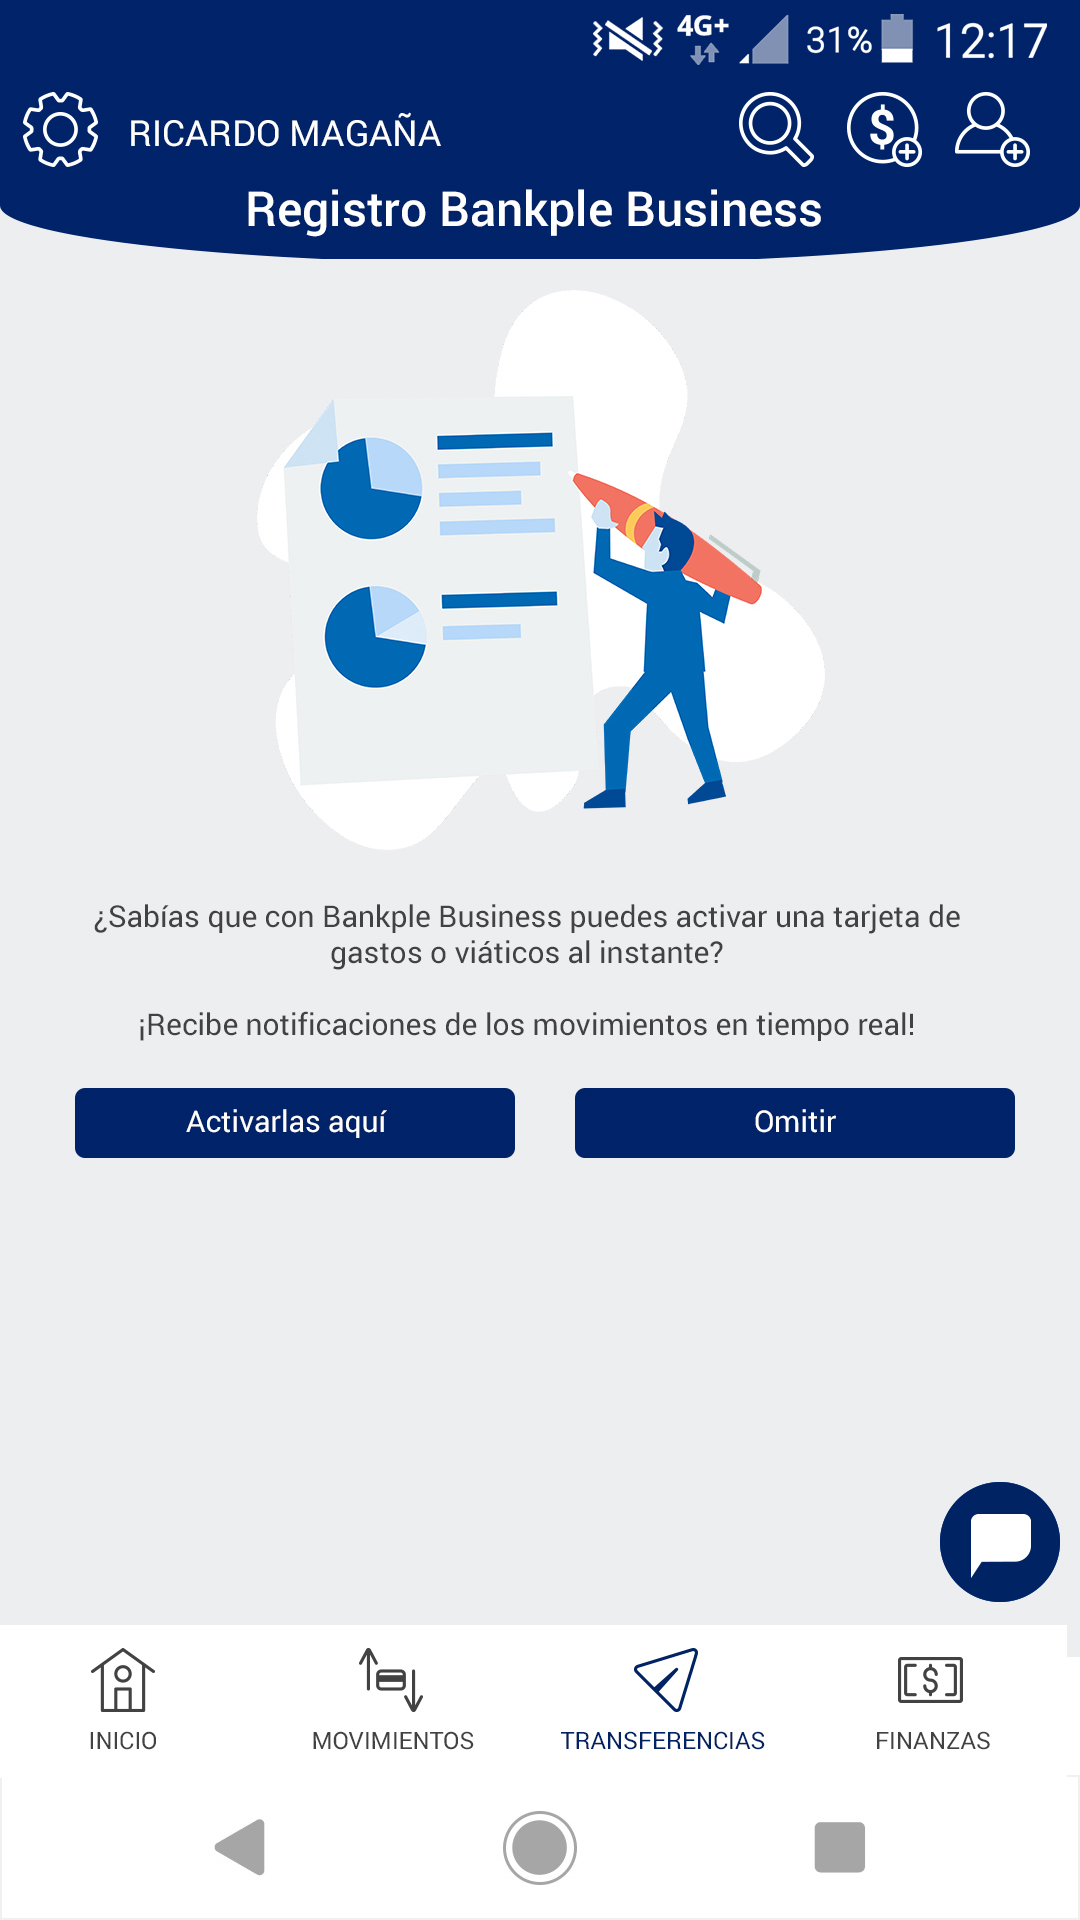 4G+ 31% 12:17
RICARDO MAGAÑA
Registro Bankple Business
¿Sabías que con Bankple Business puedes activar una tarjeta de
gastos o viáticos al instante?
¡Recibe notificaciones de los movimientos en tiempo real!
Activarlas aquí Omitir
INICIO MOVIMIENTOS TRANSFERENCIAS FINANZAS